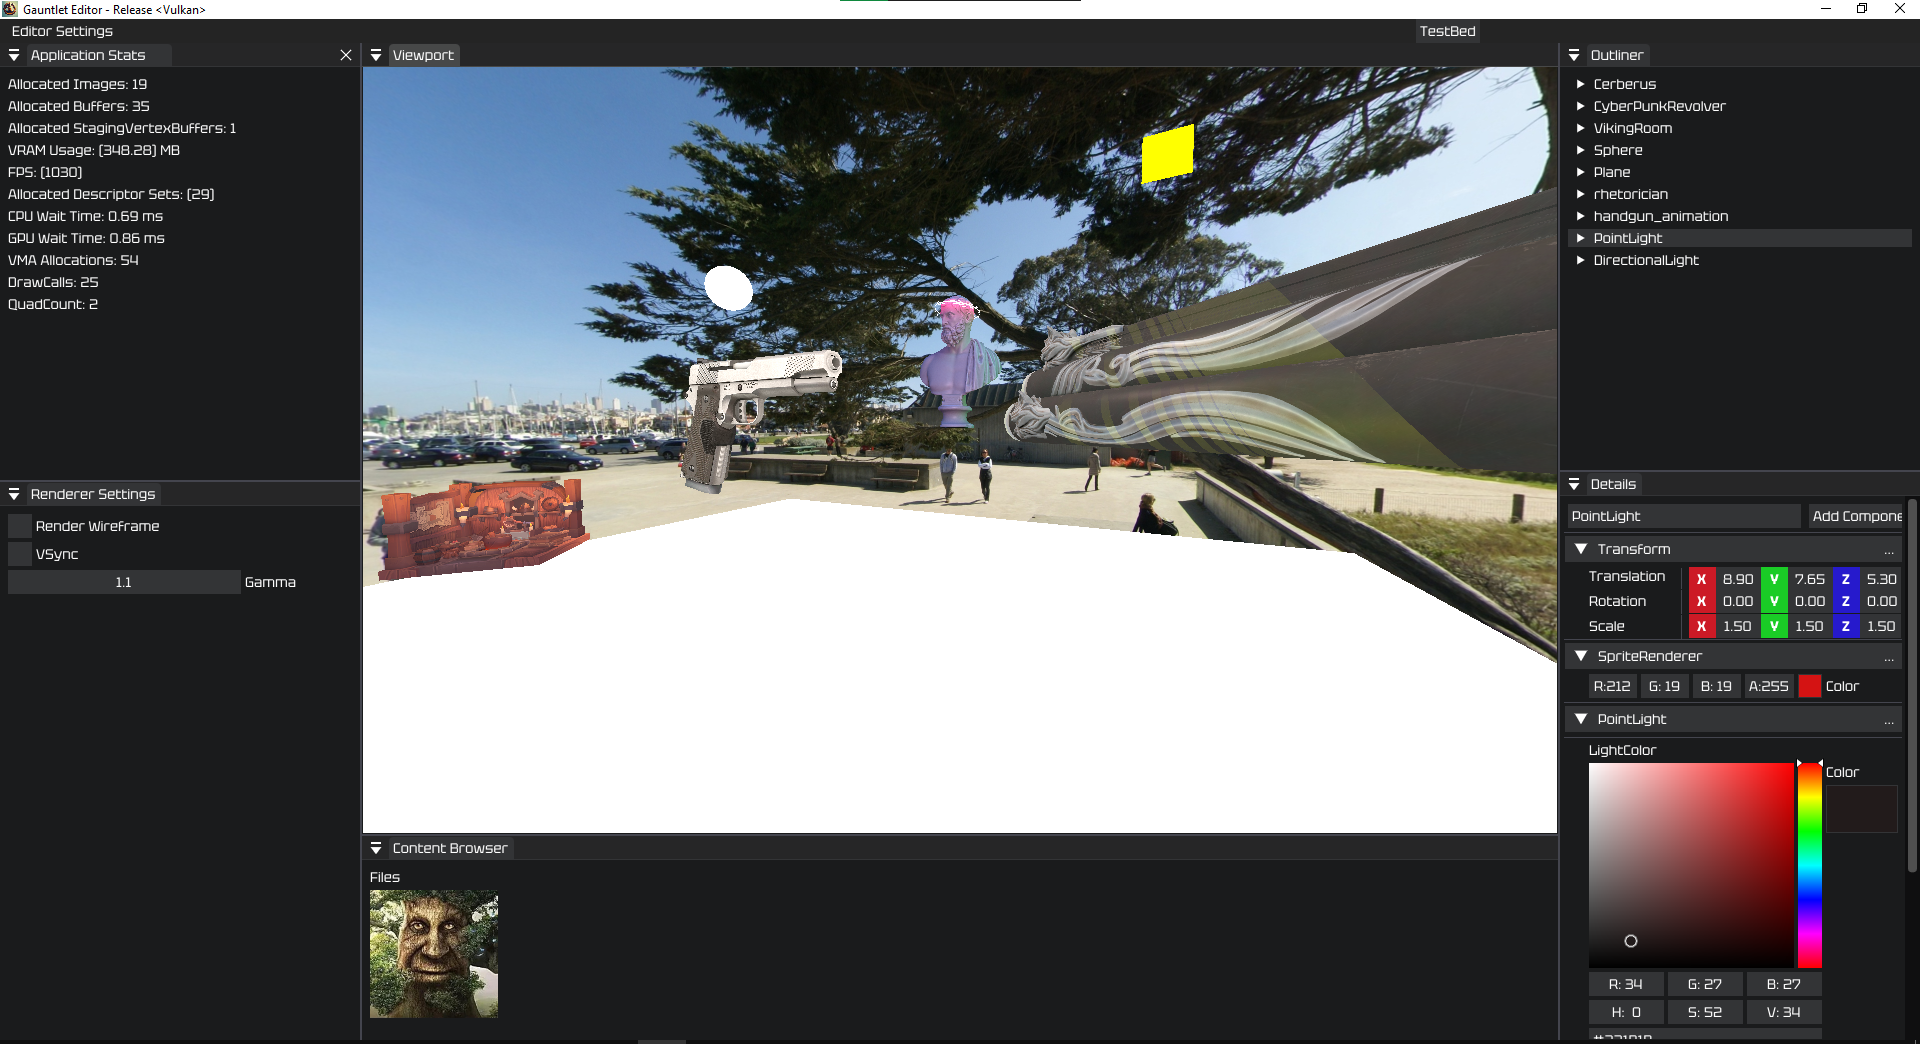 Gauntlet Editor - Release <Vulkan>
Editor Settings
TestBed
Application Stats
Allocated Images: 19
Allocated Buffers: 35
Allocated StagingVertexBuffers: 1
VRAM Usage: (348.28) MB
FPS: (1030)
Allocated Descriptor Sets: (29)
CPU Wait Time: 0.69 ms
GPU Wait Time: 0.86 ms
VMA Allocations: 54
DrawCalls: 25
QuadCount: 2
Renderer Settings
Render Wireframe
VSync
1.1 Gamma
Viewport
Content Browser
Files
Outliner
Cerberus
CyberPunkRevolver
VikingRoom
Sphere
Plane
rhetorician
handgun_animation
PointLight
DirectionalLight
Details
PointLight Add Compone
Transform ...
Translation X 8.90 Y 7.65 Z 5.30
Rotation X 0.00 Y 0.00 Z 0.00
Scale X 1.50 Y 1.50 Z 1.50
SpriteRenderer ...
R:212 G: 19 B: 19 A:255 Color
PointLight ...
LightColor
Color
R: 34 G: 27 B: 27
H: 0 S: 52 V: 34